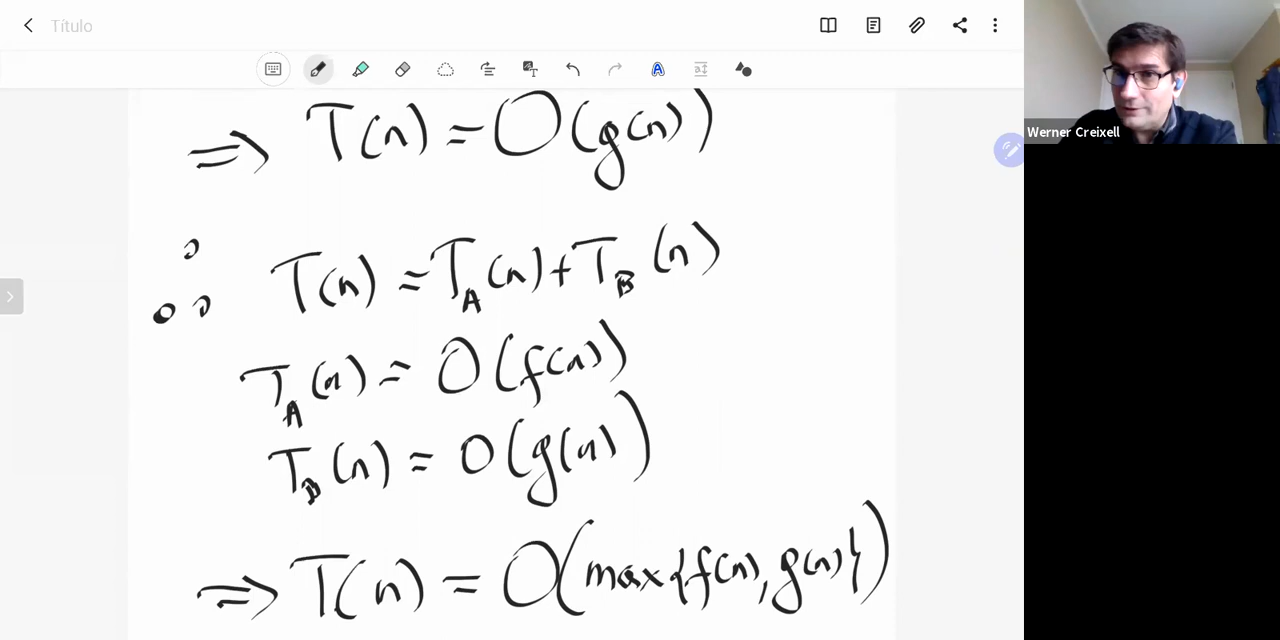 Título
⇒ T(n) = O(g(n))
Werner Creixell
∴ T(n) = T_A(n) + T_B(n)
T_A(n) = O(f(n))
T_B(n) = O(g(n))
⇒ T(n) = O(max{f(n), g(n)})